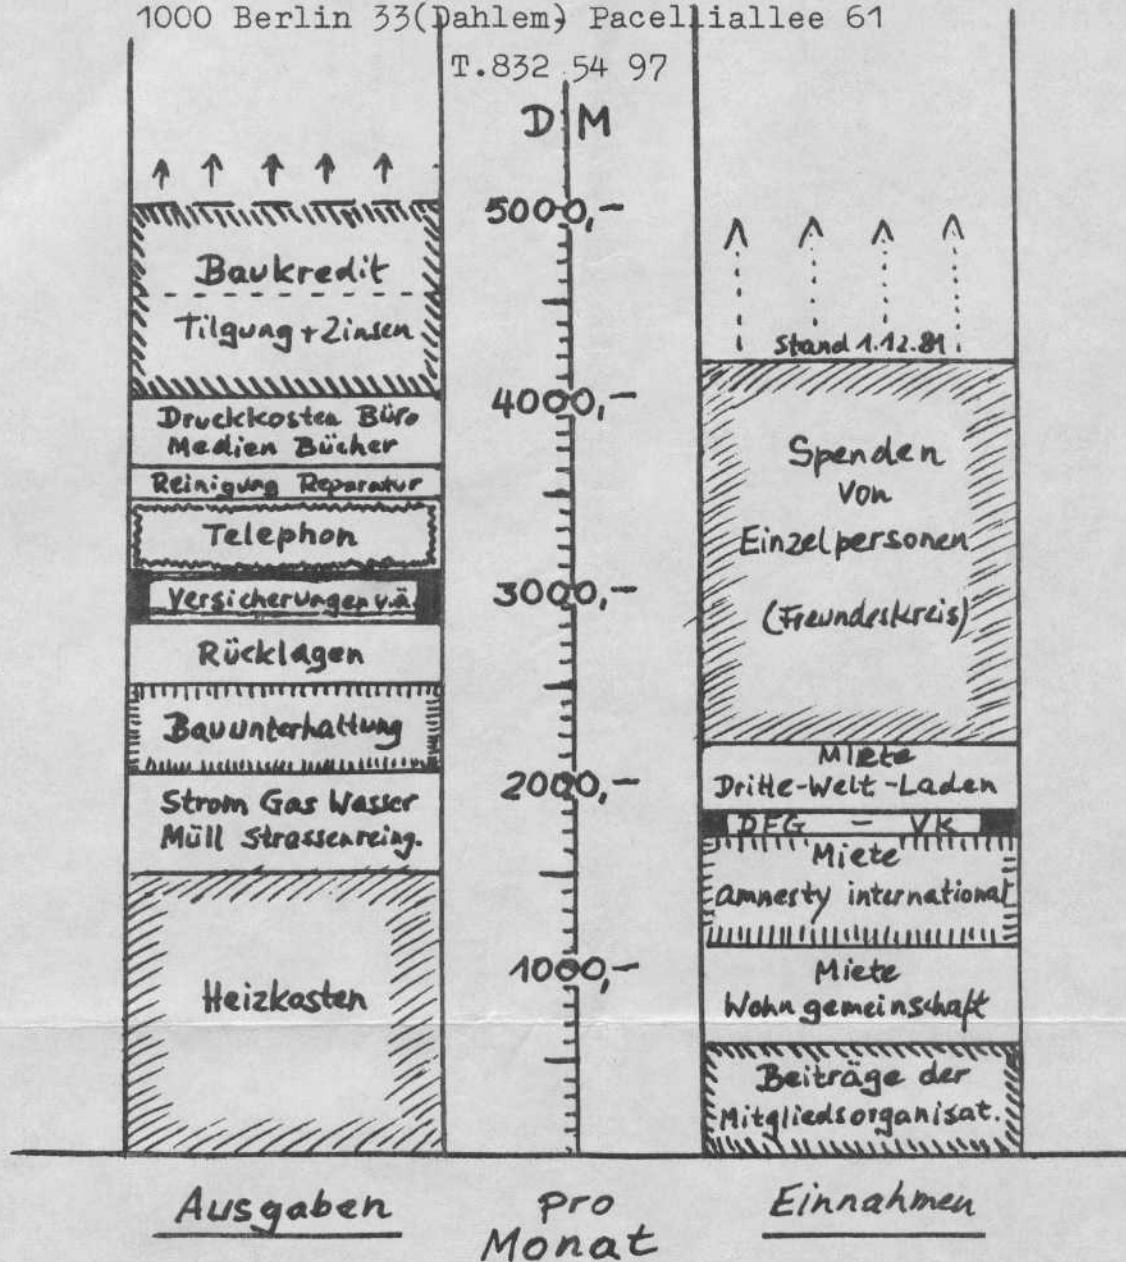 1000 Berlin 33(Dahlem) Pacelliallee 61
T.832 54 97
DM
5000,-
4000,-
3000,-
2000,-
1000,-
Baukredit
Tilgung + Zinsen
Druckkosten Büro
Medien Bücher
Reinigung Reparatur
Telephon
Versicherungen u.ä.
Rücklagen
Bauunterhaltung
Strom Gas Wasser
Müll Strassenreing.
Heizkosten
Stand 1.12.81
Spenden
von
Einzelpersonen
(Freundeskreis)
Miete
Dritte-Welt-Laden
DFG - VK
Miete
amnesty international
Miete
Wohngemeinschaft
Beiträge der
Mitgliedsorganisat.
Ausgaben
pro
Monat
Einnahmen